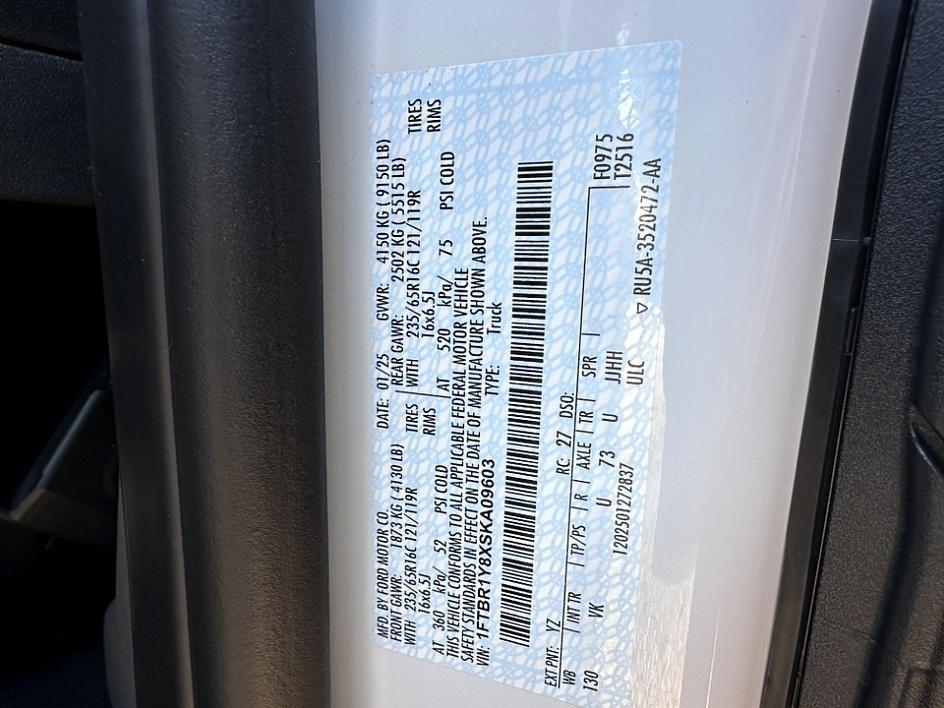 MFD. BY FORD MOTOR CO. DATE: 01/25 GVWR: 4150 KG ( 9150 LB)
FRONT GAWR: 1873 KG ( 4130 LB) REAR GAWR: 2502 KG ( 5515 LB)
WITH 235/65R16C 121/119R TIRES WITH 235/65R16C 121/119R TIRES
16x6.5J RIMS 16x6.5J RIMS
AT 360 kPa/ 52 PSI COLD AT 520 kPa/ 75 PSI COLD
THIS VEHICLE CONFORMS TO ALL APPLICABLE FEDERAL MOTOR VEHICLE
SAFETY STANDARDS IN EFFECT ON THE DATE OF MANUFACTURE SHOWN ABOVE.
VIN: 1FTBR1Y8XSKA09603 TYPE: Truck
EXT PNT: YZ RC: 27 DSO:
WB | INT TR | TP/PS | R | AXLE | TR | SPR | F0975
130 VK U 73 U JJHH T2516
1202501272837 ULC
▽ RU5A-3520472-AA